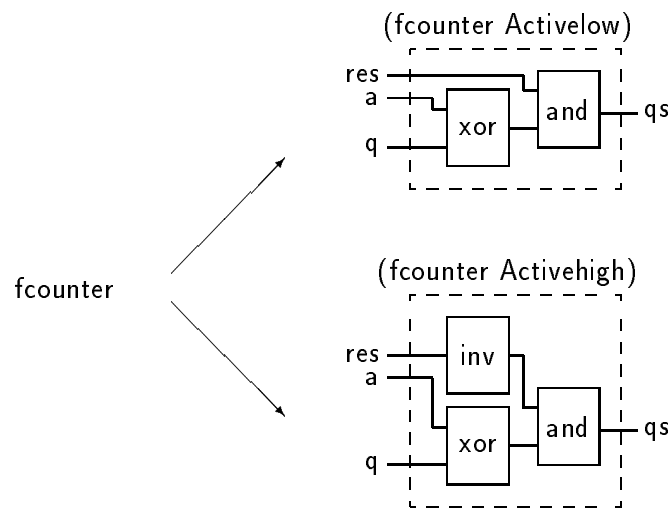 (fcounter Activelow)
res
a
q
xor
and
qs
fcounter
(fcounter Activehigh)
res
a
q
inv
xor
and
qs